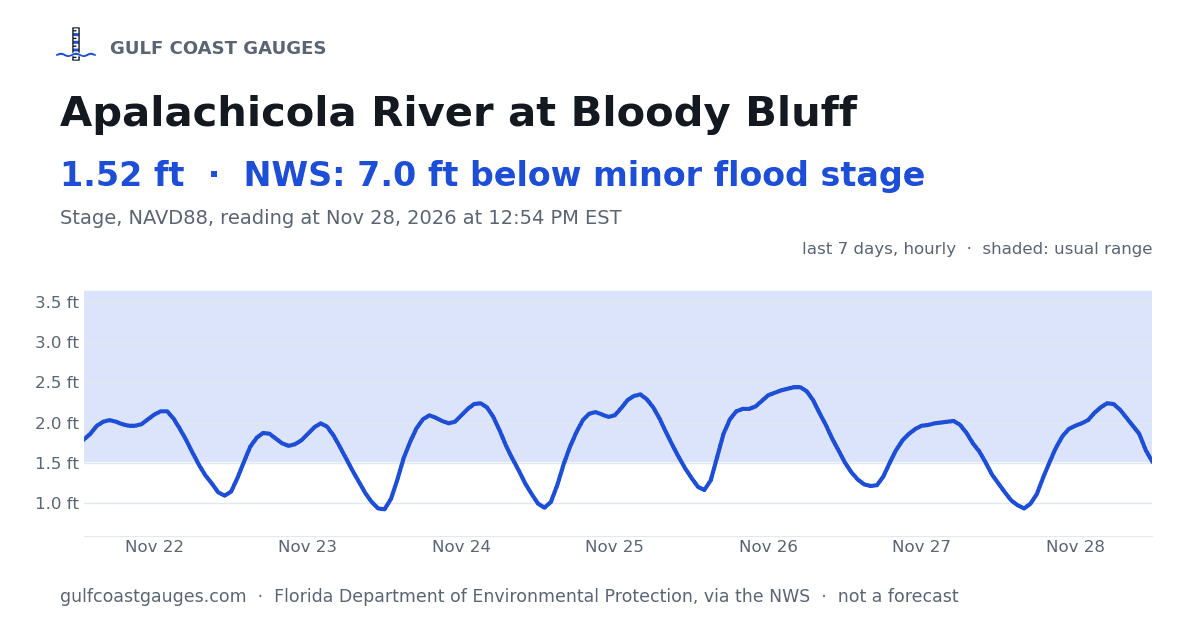 GULF COAST GAUGES
Apalachicola River at Bloody Bluff
1.52 ft · NWS: 7.0 ft below minor flood stage
Stage, NAVD88, reading at Nov 28, 2026 at 12:54 PM EST
last 7 days, hourly · shaded: usual range
3.5 ft
3.0 ft
2.5 ft
2.0 ft
1.5 ft
1.0 ft
Nov 22 Nov 23 Nov 24 Nov 25 Nov 26 Nov 27 Nov 28
gulfcoastgauges.com · Florida Department of Environmental Protection, via the NWS · not a forecast